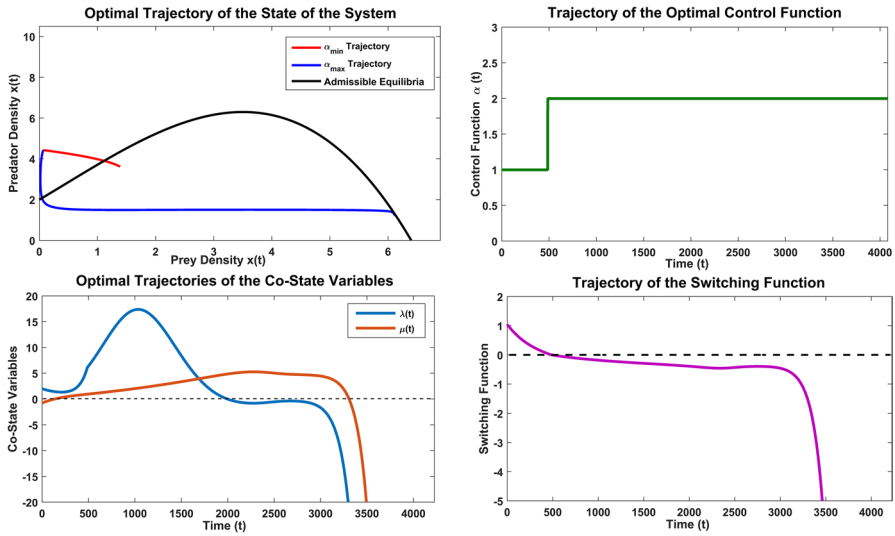 Optimal Trajectory of the State of the System
Predator Density x(t)
10
8
6
4
2
0
α_min Trajectory
α_max Trajectory
Admissible Equilibria
0 1 2 3 4 5 6
Prey Density x(t)
Trajectory of the Optimal Control Function
Control Function α (t)
3
2.5
2
1.5
1
0.5
0
0 500 1000 1500 2000 2500 3000 3500 4000
Time (t)
Optimal Trajectories of the Co-State Variables
Co-State Variables
20
15
10
5
0
-5
-10
-15
-20
λ(t)
μ(t)
0 500 1000 1500 2000 2500 3000 3500 4000
Time (t)
Trajectory of the Switching Function
Switching Function
2
1
0
-1
-2
-3
-4
-5
0 500 1000 1500 2000 2500 3000 3500 4000
Time (t)